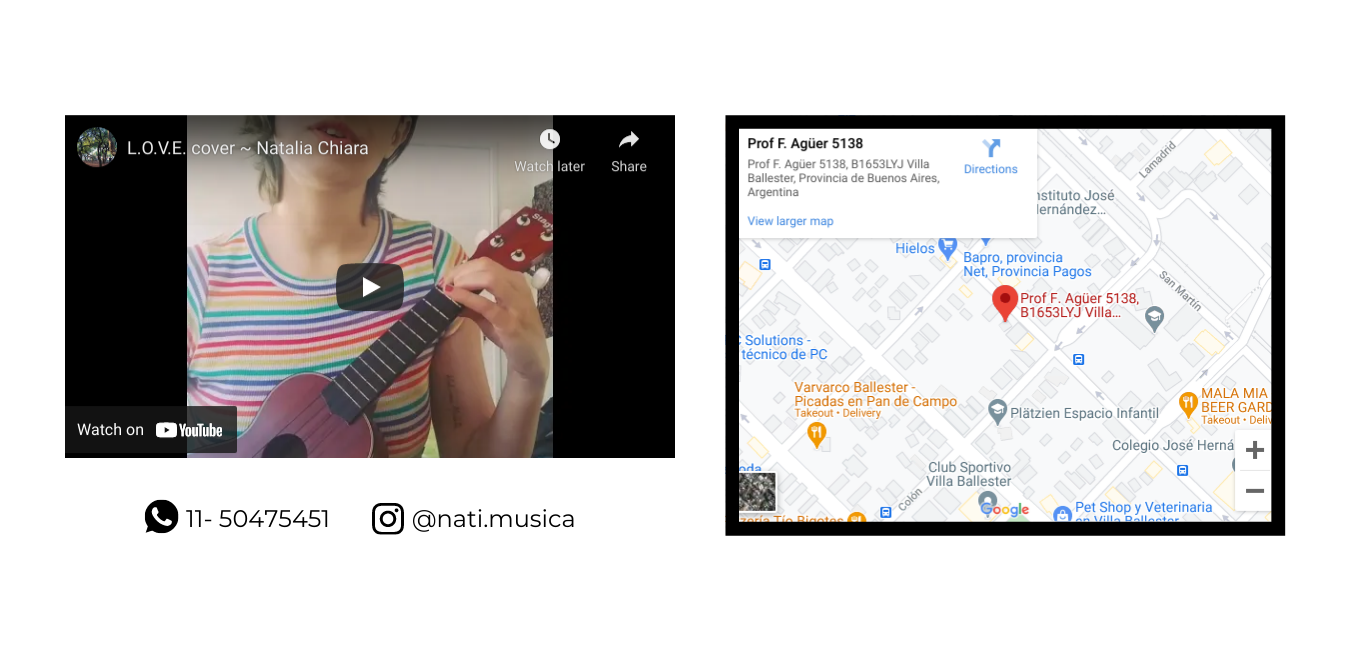 L.O.V.E. cover ~ Natalia Chiara
Watch later
Share
Watch on YouTube
11- 50475451
@nati.musica
Prof F. Agüer 5138
Prof F. Agüer 5138, B1653LYJ Villa
Ballester, Provincia de Buenos Aires,
Argentina
Directions
View larger map
Lamadrid
nstituto José
Hernández...
Hielos
Bapro, provincia
Net, Provincia Pagos
San Martín
Prof F. Agüer 5138,
B1653LYJ Villa...
C Solutions -
técnico de PC
Varvarco Ballester -
Picadas en Pan de Campo
Takeout • Delivery
MALA MIA
BEER GARD
Takeout • Deliv
Plätzien Espacio Infantil
Colegio José Herná
Club Sportivo
Villa Ballester
Colón
Google
Pet Shop y Veterinaria
en Villa Ballester
zería Tío Bigotes